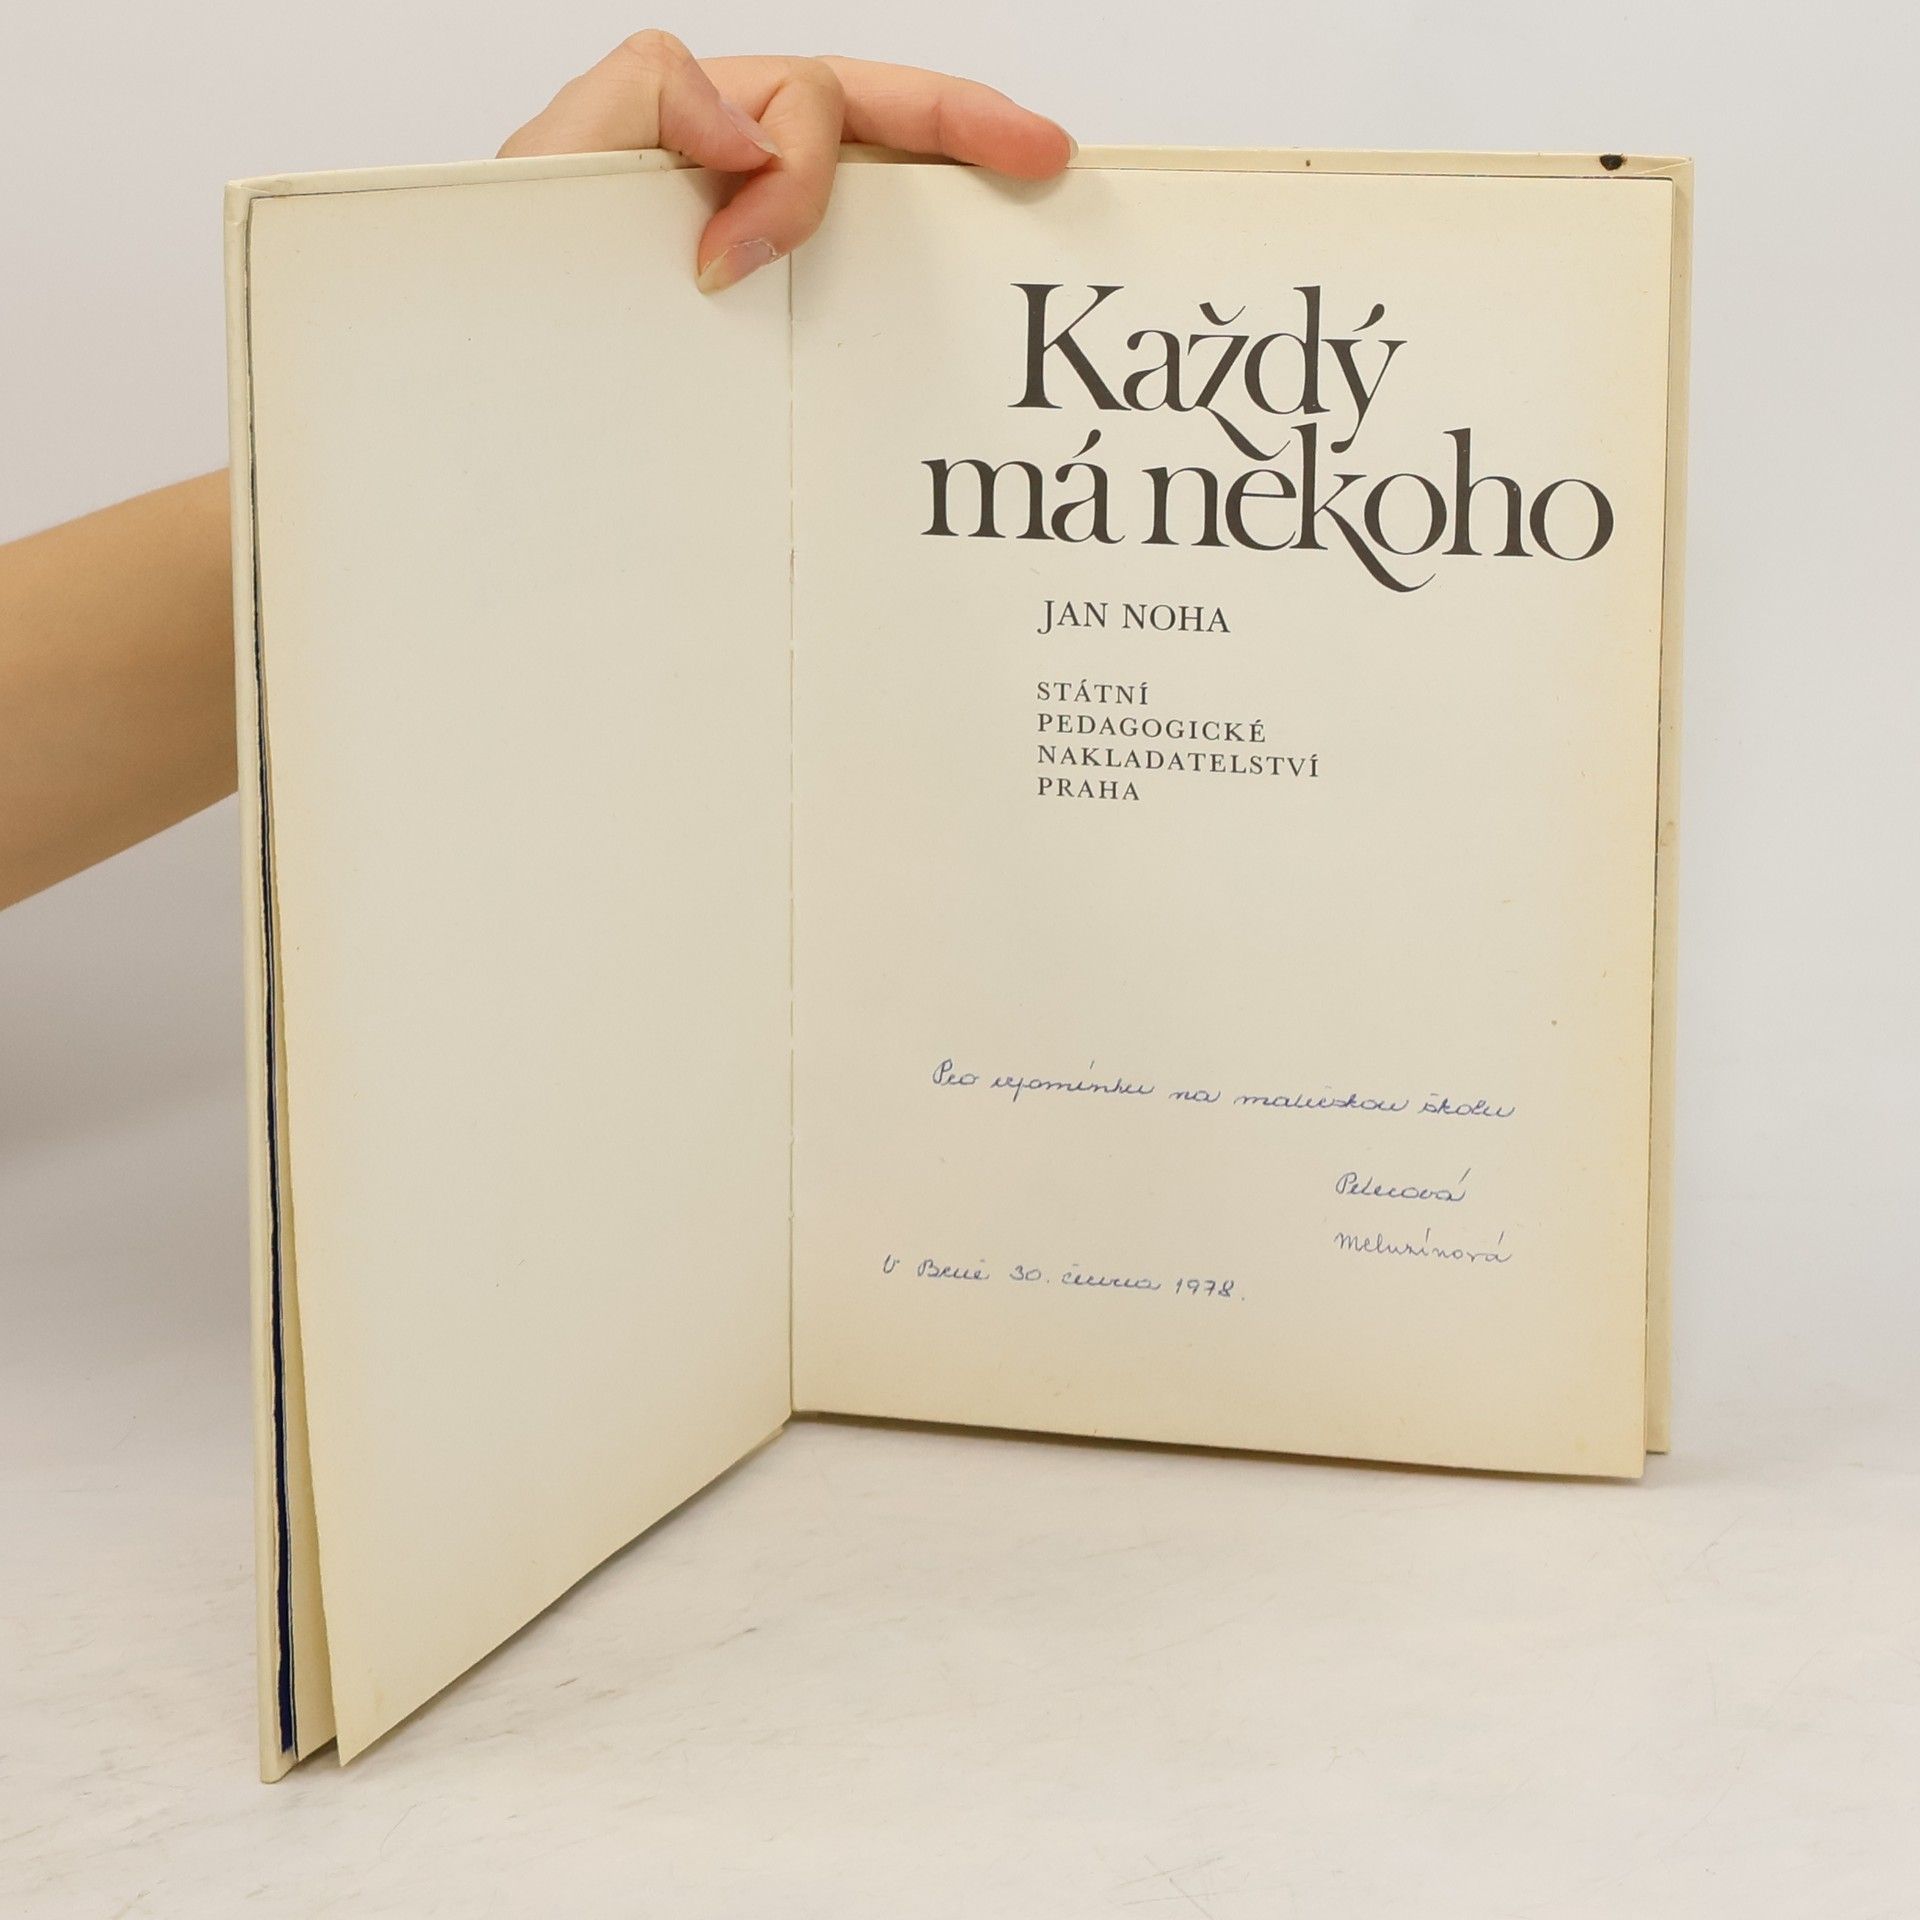 Každý
má někoho
JAN NOHA
STÁTNÍ
PEDAGOGICKÉ
NAKLADATELSTVÍ
PRAHA
Pro vzpomínku na mateřskou školu
Petrová
Meluzínová
V Brně 30. června 1978.